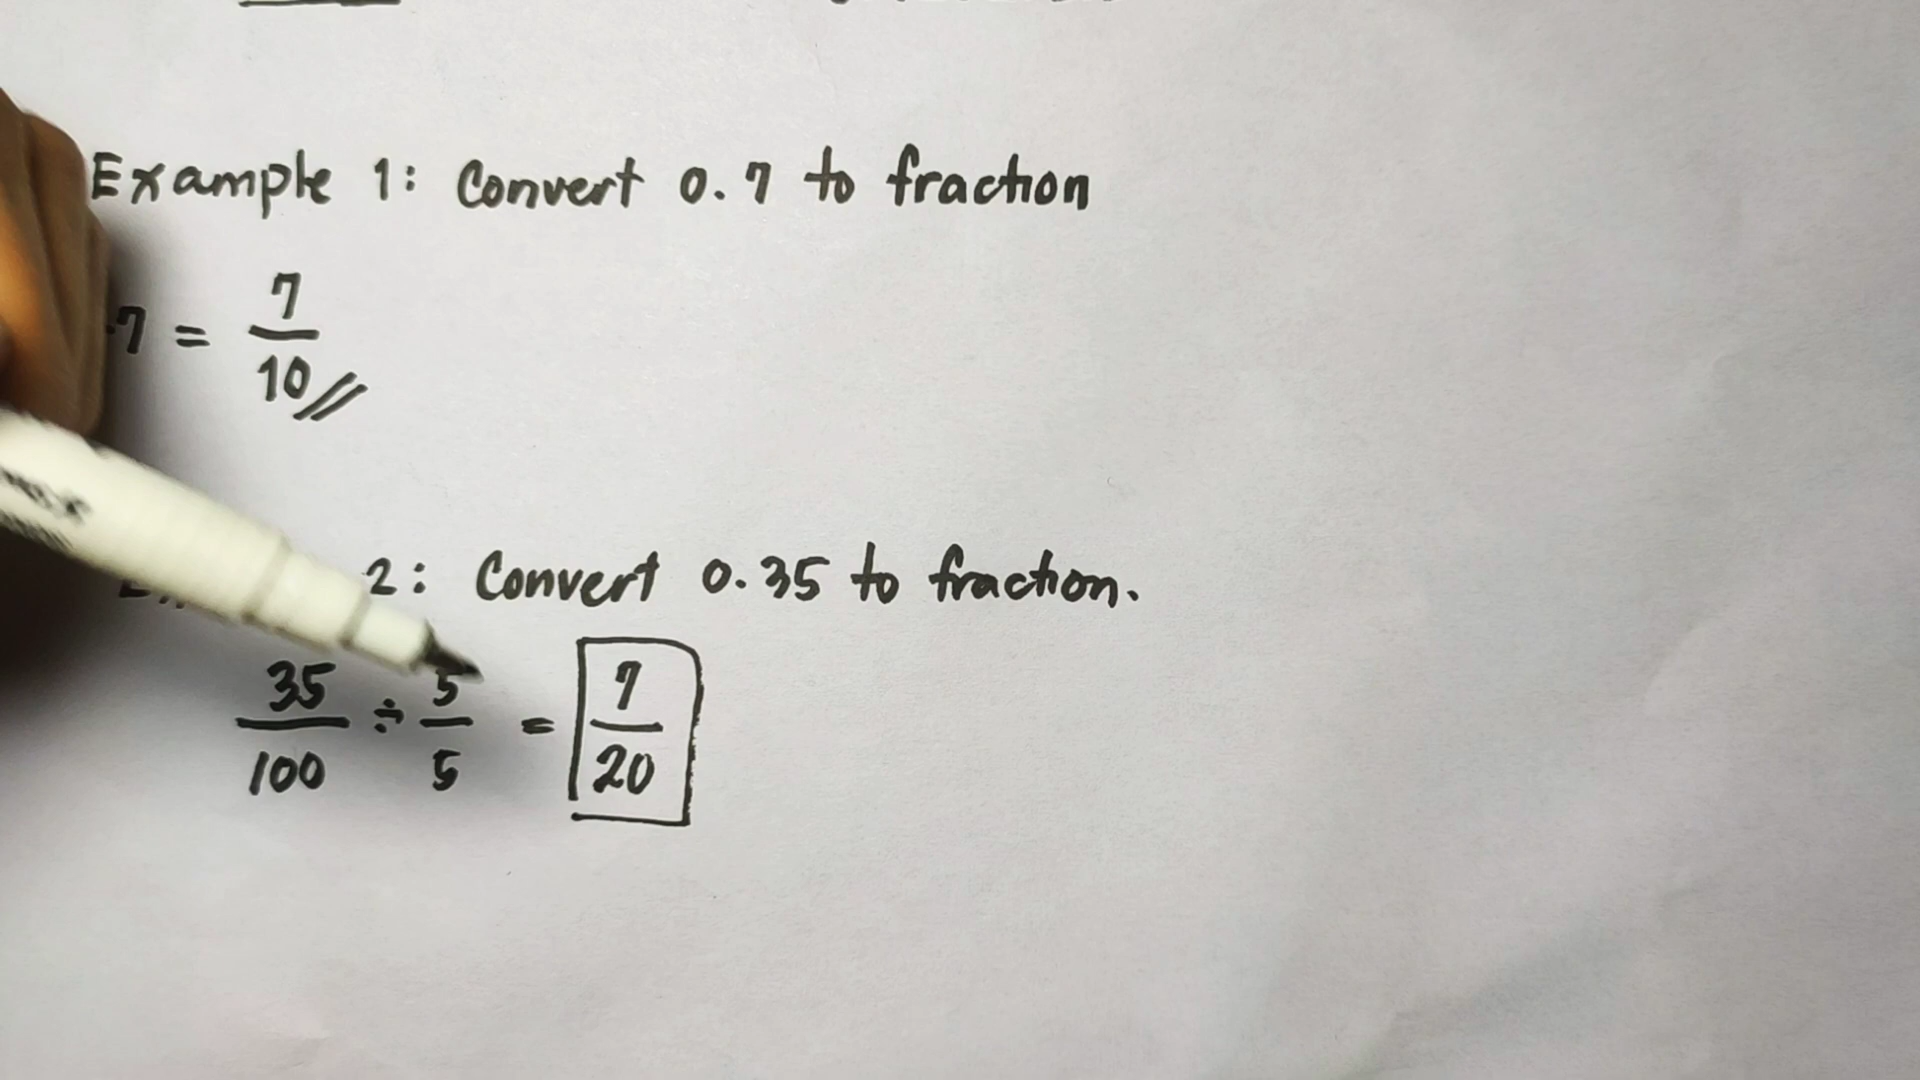 Example 1: Convert 0.7 to fraction
.7 = 7/10
2: Convert 0.35 to fraction.
35/100 ÷ 5/5 = 7/20